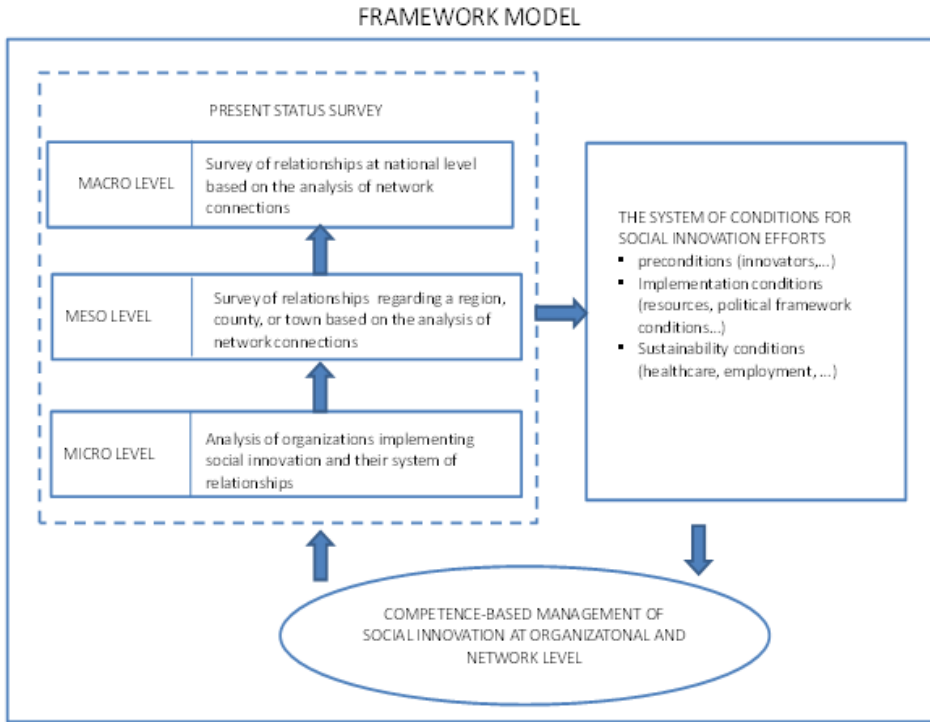 FRAMEWORK MODEL
PRESENT STATUS SURVEY
MACRO LEVEL
Survey of relationships at national level
based on the analysis of network
connections
MESO LEVEL
Survey of relationships regarding a region,
county, or town based on the analysis of
network connections
MICRO LEVEL
Analysis of organizations implementing
social innovation and their system of
relationships
THE SYSTEM OF CONDITIONS FOR
SOCIAL INNOVATION EFFORTS
▪ preconditions (innovators,...)
▪ Implementation conditions
(resources, political framework
conditions...)
▪ Sustainability conditions
(healthcare, employment, ...)
COMPETENCE-BASED MANAGEMENT OF
SOCIAL INNOVATION AT ORGANIZATONAL AND
NETWORK LEVEL